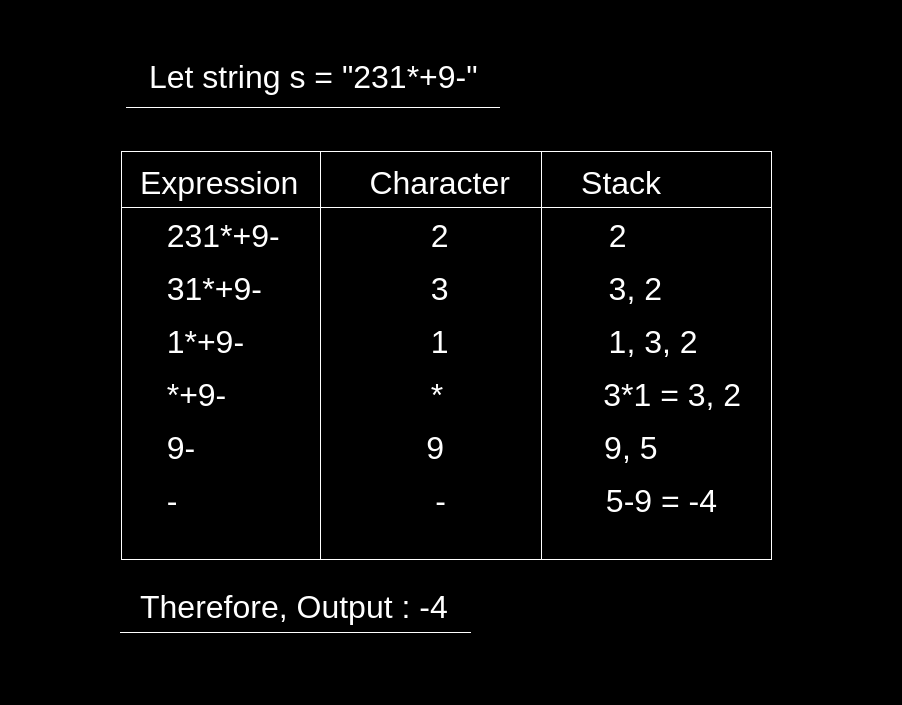 Let string s = "231*+9-"
Expression Character Stack
231*+9- 2 2
31*+9- 3 3, 2
1*+9- 1 1, 3, 2
*+9- * 3*1 = 3, 2
9- 9 9, 5
- - 5-9 = -4
Therefore, Output : -4